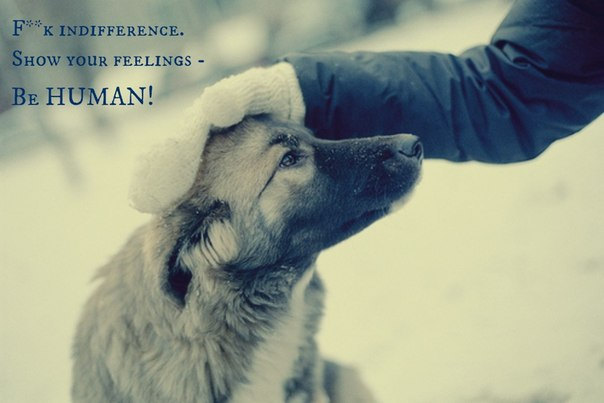 F**k indifference.
Show your feelings -
Be HUMAN!